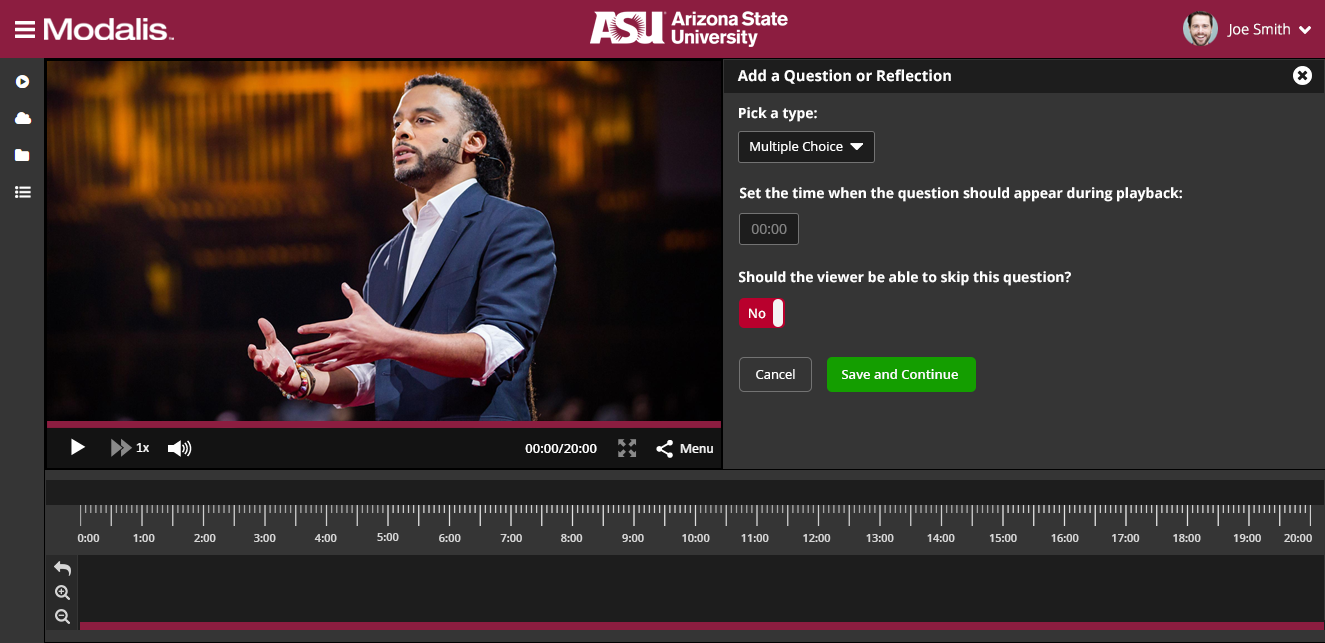 Modalis™
ASU Arizona State
University
Joe Smith
Add a Question or Reflection
Pick a type:
Multiple Choice
Set the time when the question should appear during playback:
00:00
Should the viewer be able to skip this question?
No
Cancel
Save and Continue
1x
00:00/20:00
Menu
0:00 1:00 2:00 3:00 4:00 5:00 6:00 7:00 8:00 9:00 10:00 11:00 12:00 13:00 14:00 15:00 16:00 17:00 18:00 19:00 20:00